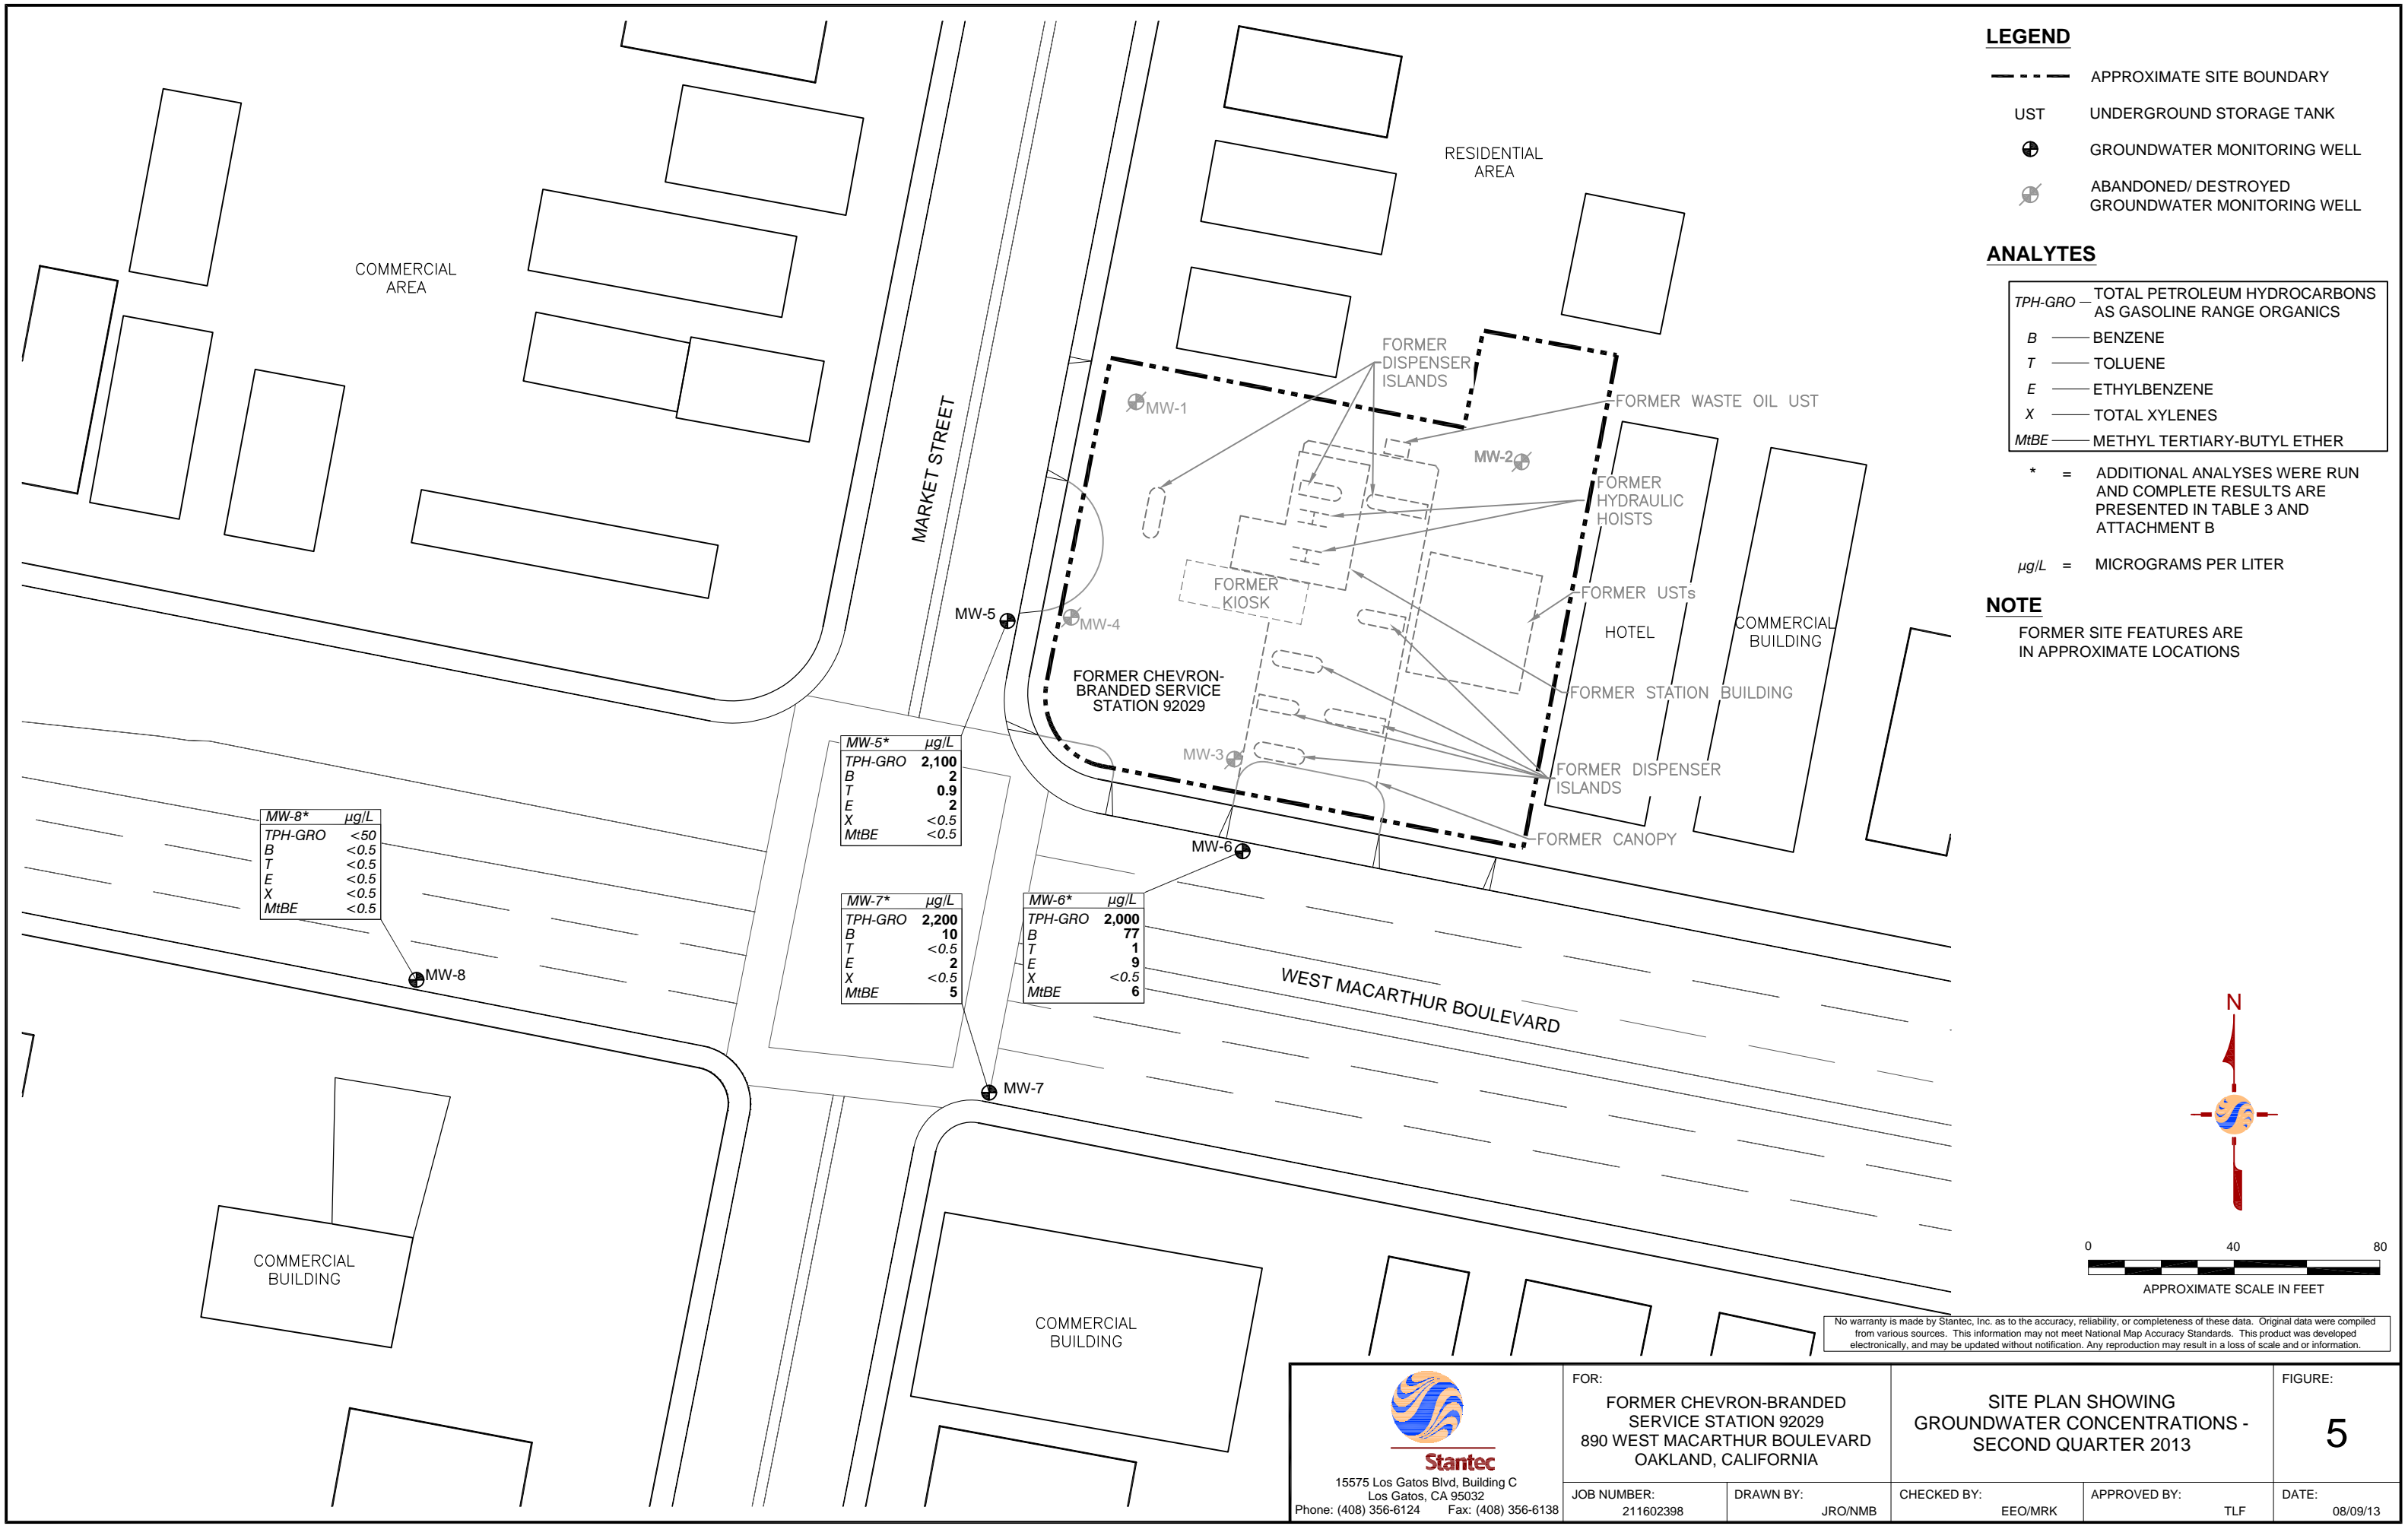 LEGEND
APPROXIMATE SITE BOUNDARY
UST UNDERGROUND STORAGE TANK
GROUNDWATER MONITORING WELL
ABANDONED/ DESTROYED
GROUNDWATER MONITORING WELL
ANALYTES
TPH-GRO TOTAL PETROLEUM HYDROCARBONS
AS GASOLINE RANGE ORGANICS
B BENZENE
T TOLUENE
E ETHYLBENZENE
X TOTAL XYLENES
MtBE METHYL TERTIARY-BUTYL ETHER
* = ADDITIONAL ANALYSES WERE RUN
AND COMPLETE RESULTS ARE
PRESENTED IN TABLE 3 AND
ATTACHMENT B
µg/L = MICROGRAMS PER LITER
NOTE
FORMER SITE FEATURES ARE
IN APPROXIMATE LOCATIONS
RESIDENTIAL
AREA
COMMERCIAL
AREA
MARKET STREET
FORMER
DISPENSER
ISLANDS
MW-1
FORMER WASTE OIL UST
MW-2
FORMER
HYDRAULIC
HOISTS
FORMER
KIOSK
FORMER USTs
MW-5
MW-4
HOTEL
COMMERCIAL
BUILDING
FORMER CHEVRON-
BRANDED SERVICE
STATION 92029
FORMER STATION BUILDING
MW-3
FORMER DISPENSER
ISLANDS
FORMER CANOPY
MW-6
MW-5* µg/L
TPH-GRO 2,100
B 2
T 0.9
E 2
X <0.5
MtBE <0.5
MW-8* µg/L
TPH-GRO <50
B <0.5
T <0.5
E <0.5
X <0.5
MtBE <0.5
MW-7* µg/L
TPH-GRO 2,200
B 10
T <0.5
E 2
X <0.5
MtBE 5
MW-6* µg/L
TPH-GRO 2,000
B 77
T 1
E 9
X <0.5
MtBE 6
MW-8
WEST MACARTHUR BOULEVARD
MW-7
COMMERCIAL
BUILDING
COMMERCIAL
BUILDING
N
0 40 80
APPROXIMATE SCALE IN FEET
No warranty is made by Stantec, Inc. as to the accuracy, reliability, or completeness of these data. Original data were compiled
from various sources. This information may not meet National Map Accuracy Standards. This product was developed
electronically, and may be updated without notification. Any reproduction may result in a loss of scale and or information.
Stantec
15575 Los Gatos Blvd, Building C
Los Gatos, CA 95032
Phone: (408) 356-6124 Fax: (408) 356-6138
FOR:
FORMER CHEVRON-BRANDED
SERVICE STATION 92029
890 WEST MACARTHUR BOULEVARD
OAKLAND, CALIFORNIA
SITE PLAN SHOWING
GROUNDWATER CONCENTRATIONS -
SECOND QUARTER 2013
FIGURE:
5
JOB NUMBER:
211602398
DRAWN BY:
JRO/NMB
CHECKED BY:
EEO/MRK
APPROVED BY:
TLF
DATE:
08/09/13